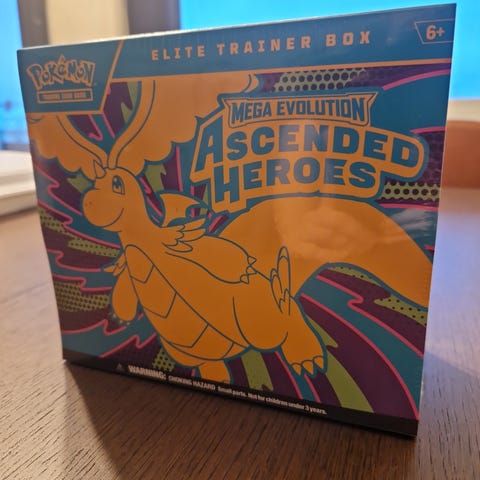 ELITE TRAINER BOX
6+
POKéMON
TRADING CARD GAME
MEGA EVOLUTION
ASCENDED
HEROES
WARNING: CHOKING HAZARD Small parts. Not for children under 3 years.